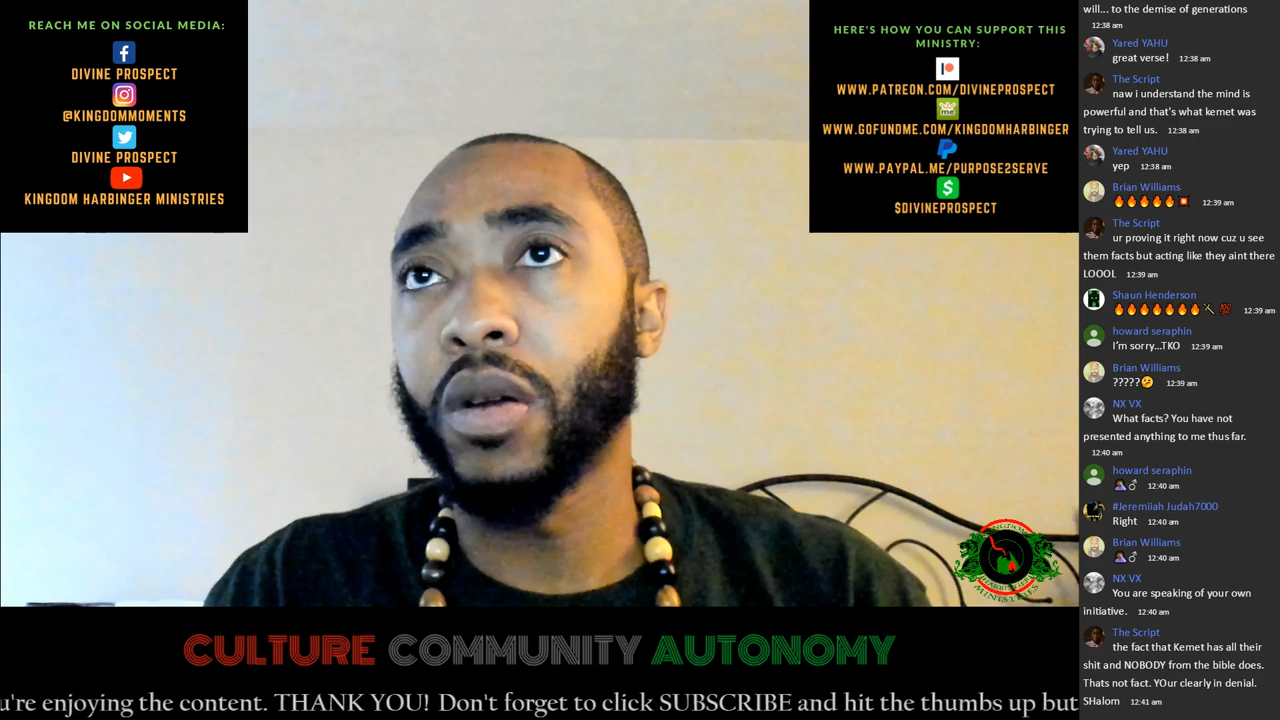 REACH ME ON SOCIAL MEDIA:
DIVINE PROSPECT
@KINGDOMMOMENTS
DIVINE PROSPECT
KINGDOM HARBINGER MINISTRIES
HERE'S HOW YOU CAN SUPPORT THIS
MINISTRY:
WWW.PATREON.COM/DIVINEPROSPECT
me
WWW.GOFUNDME.COM/KINGDOMHARBINGER
WWW.PAYPAL.ME/PURPOSE2SERVE
$DIVINEPROSPECT
KINGDOM
HARBINGER
MINISTRIES
CULTURE COMMUNITY AUTONOMY
u're enjoying the content. THANK YOU! Don't forget to click SUBSCRIBE and hit the thumbs up but
will... to the demise of generations
12:38 am
Yared YAHU
great verse! 12:38 am
The Script
naw i understand the mind is
powerful and that's what kemet was
trying to tell us. 12:38 am
Yared YAHU
yep 12:38 am
Brian Williams
🔥🔥🔥🔥🔥💥 12:39 am
The Script
ur proving it right now cuz u see
them facts but acting like they aint there
LOOOL 12:39 am
Shaun Henderson
🔥🔥🔥🔥🔥🔥🔥🔨💯 12:39 am
howard seraphin
I'm sorry...TKO 12:39 am
Brian Williams
?????🤔 12:39 am
NX VX
What facts? You have not
presented anything to me thus far.
12:40 am
howard seraphin
🤦🏿♂ 12:40 am
#Jeremiiah Judah7000
Right 12:40 am
Brian Williams
🤦🏿♂ 12:40 am
NX VX
You are speaking of your own
initiative. 12:40 am
The Script
the fact that Kemet has all their
shit and NOBODY from the bible does.
Thats not fact. YOur clearly in denial.
SHalom 12:41 am